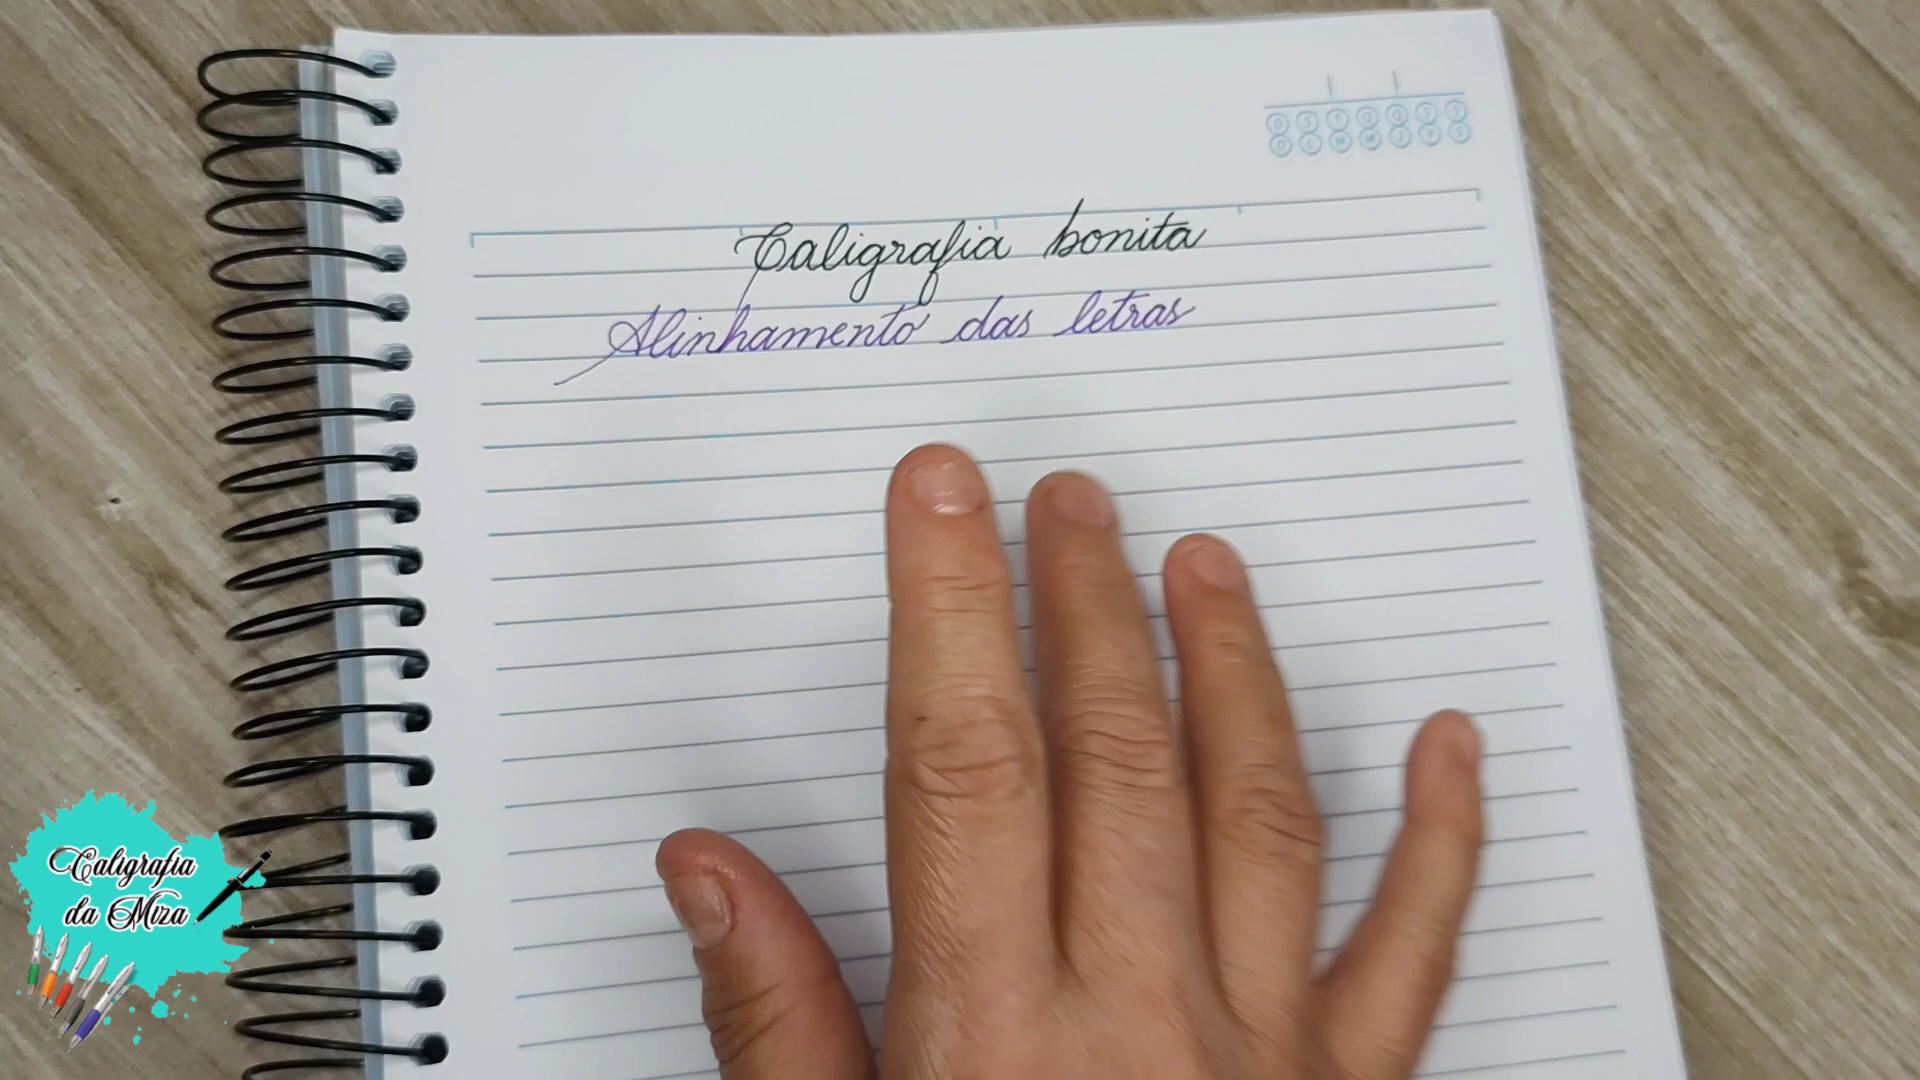 D S T Q Q S S
D L M M J V S
Caligrafia bonita
Alinhamento das letras
Caligrafia
da Miza